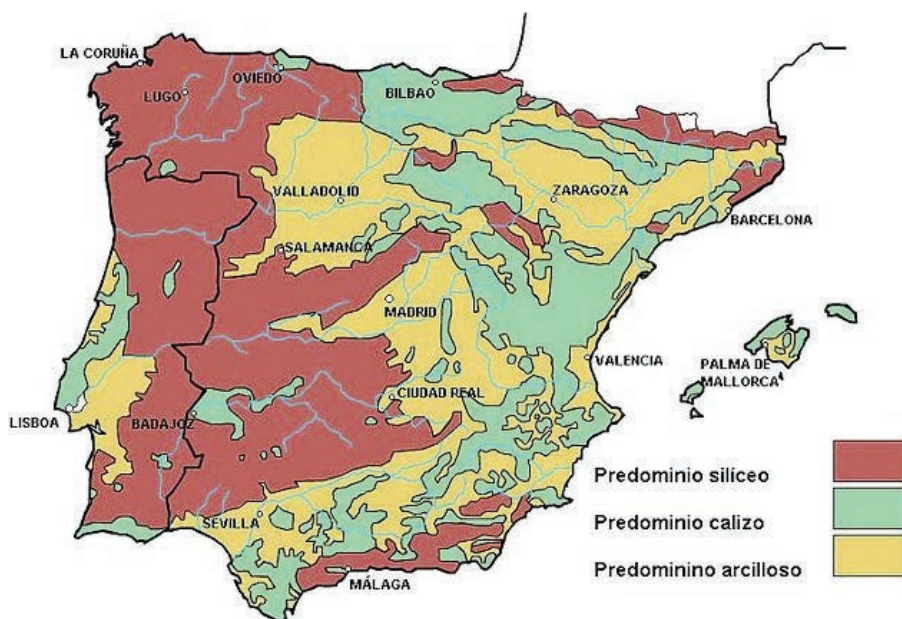 LA CORUÑA
OVIEDO
BILBAO
LUGO
VALLADOLID
ZARAGOZA
BARCELONA
SALAMANCA
MADRID
VALENCIA
PALMA DE
MALLORCA
CIUDAD REAL
LISBOA
BADAJOZ
SEVILLA
MÁLAGA
Predominio silíceo
Predominio calizo
Predominino arcilloso